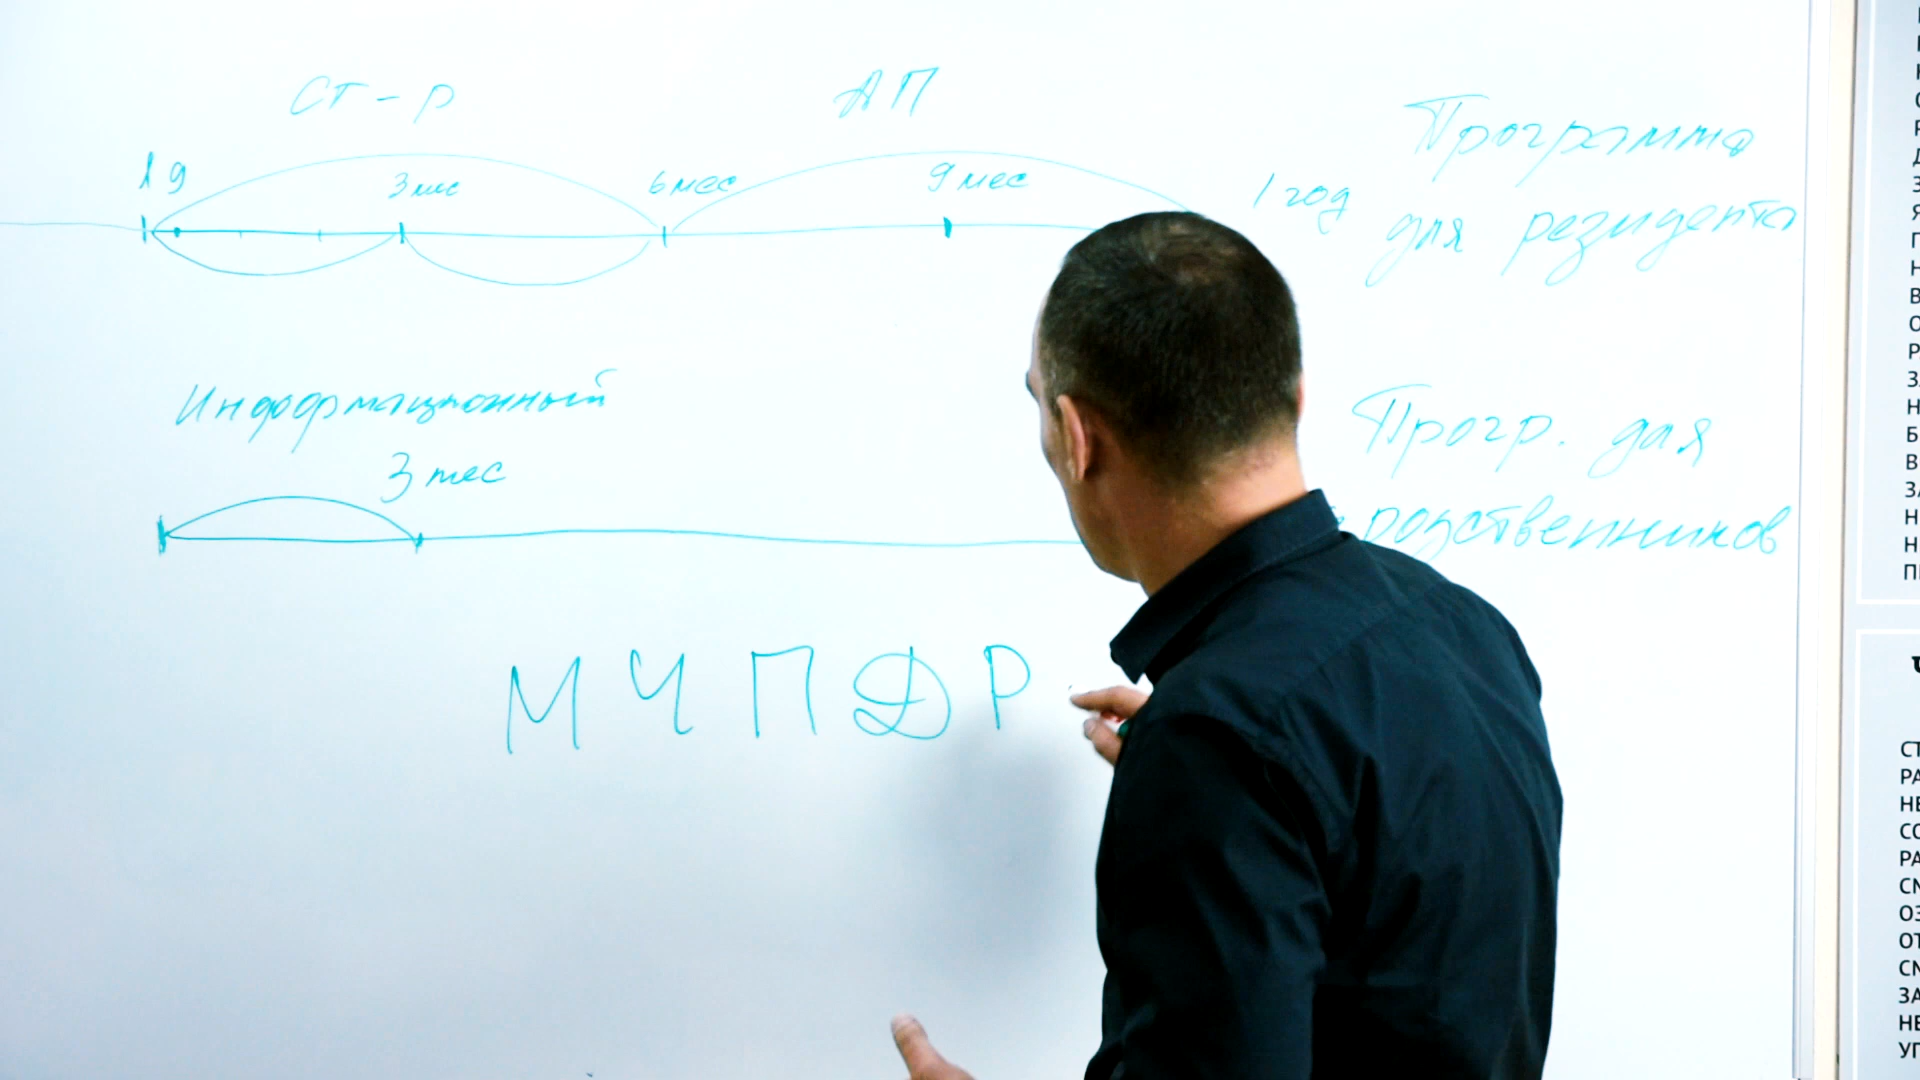 СТ-Р
АП
1 д
3 мес
6 мес
9 мес
1 год
Программа
для резидента
Информационный
3 мес
Прогр. для
родственников
М Ч П Д Р